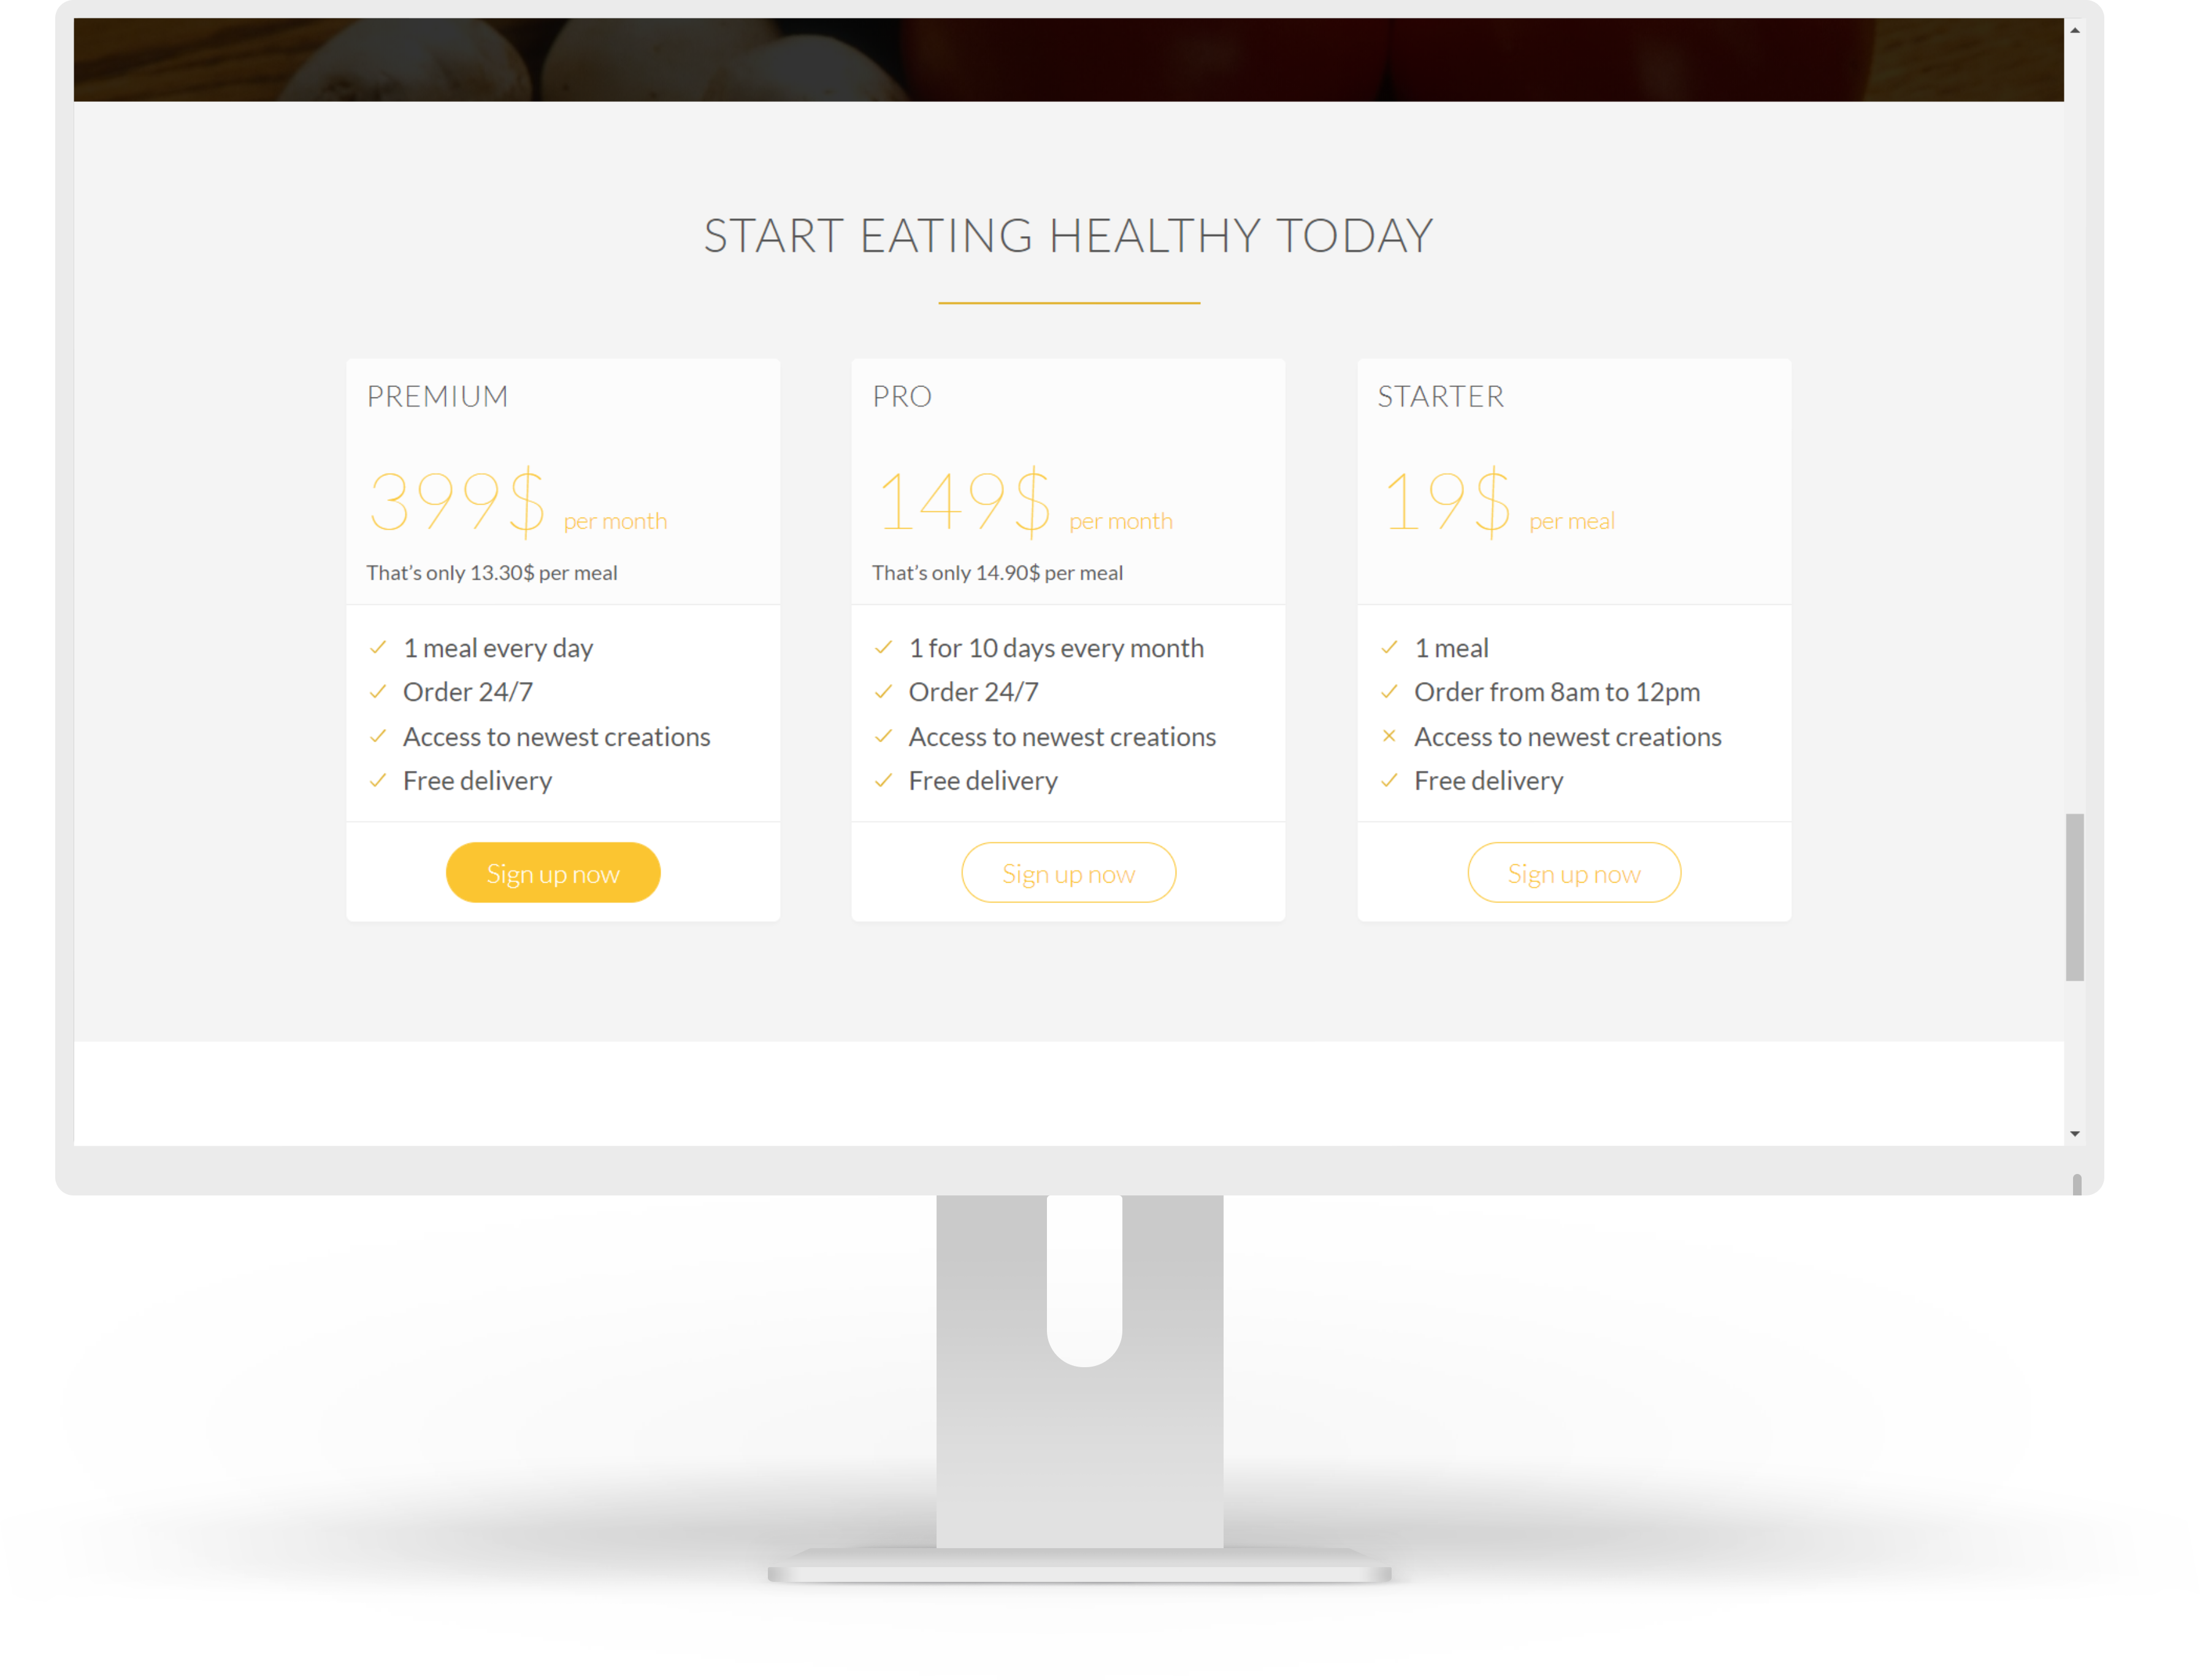 START EATING HEALTHY TODAY
PREMIUM
399$ per month
That's only 13.30$ per meal
1 meal every day
Order 24/7
Access to newest creations
Free delivery
Sign up now
PRO
149$ per month
That's only 14.90$ per meal
1 for 10 days every month
Order 24/7
Access to newest creations
Free delivery
Sign up now
STARTER
19$ per meal
1 meal
Order from 8am to 12pm
Access to newest creations
Free delivery
Sign up now